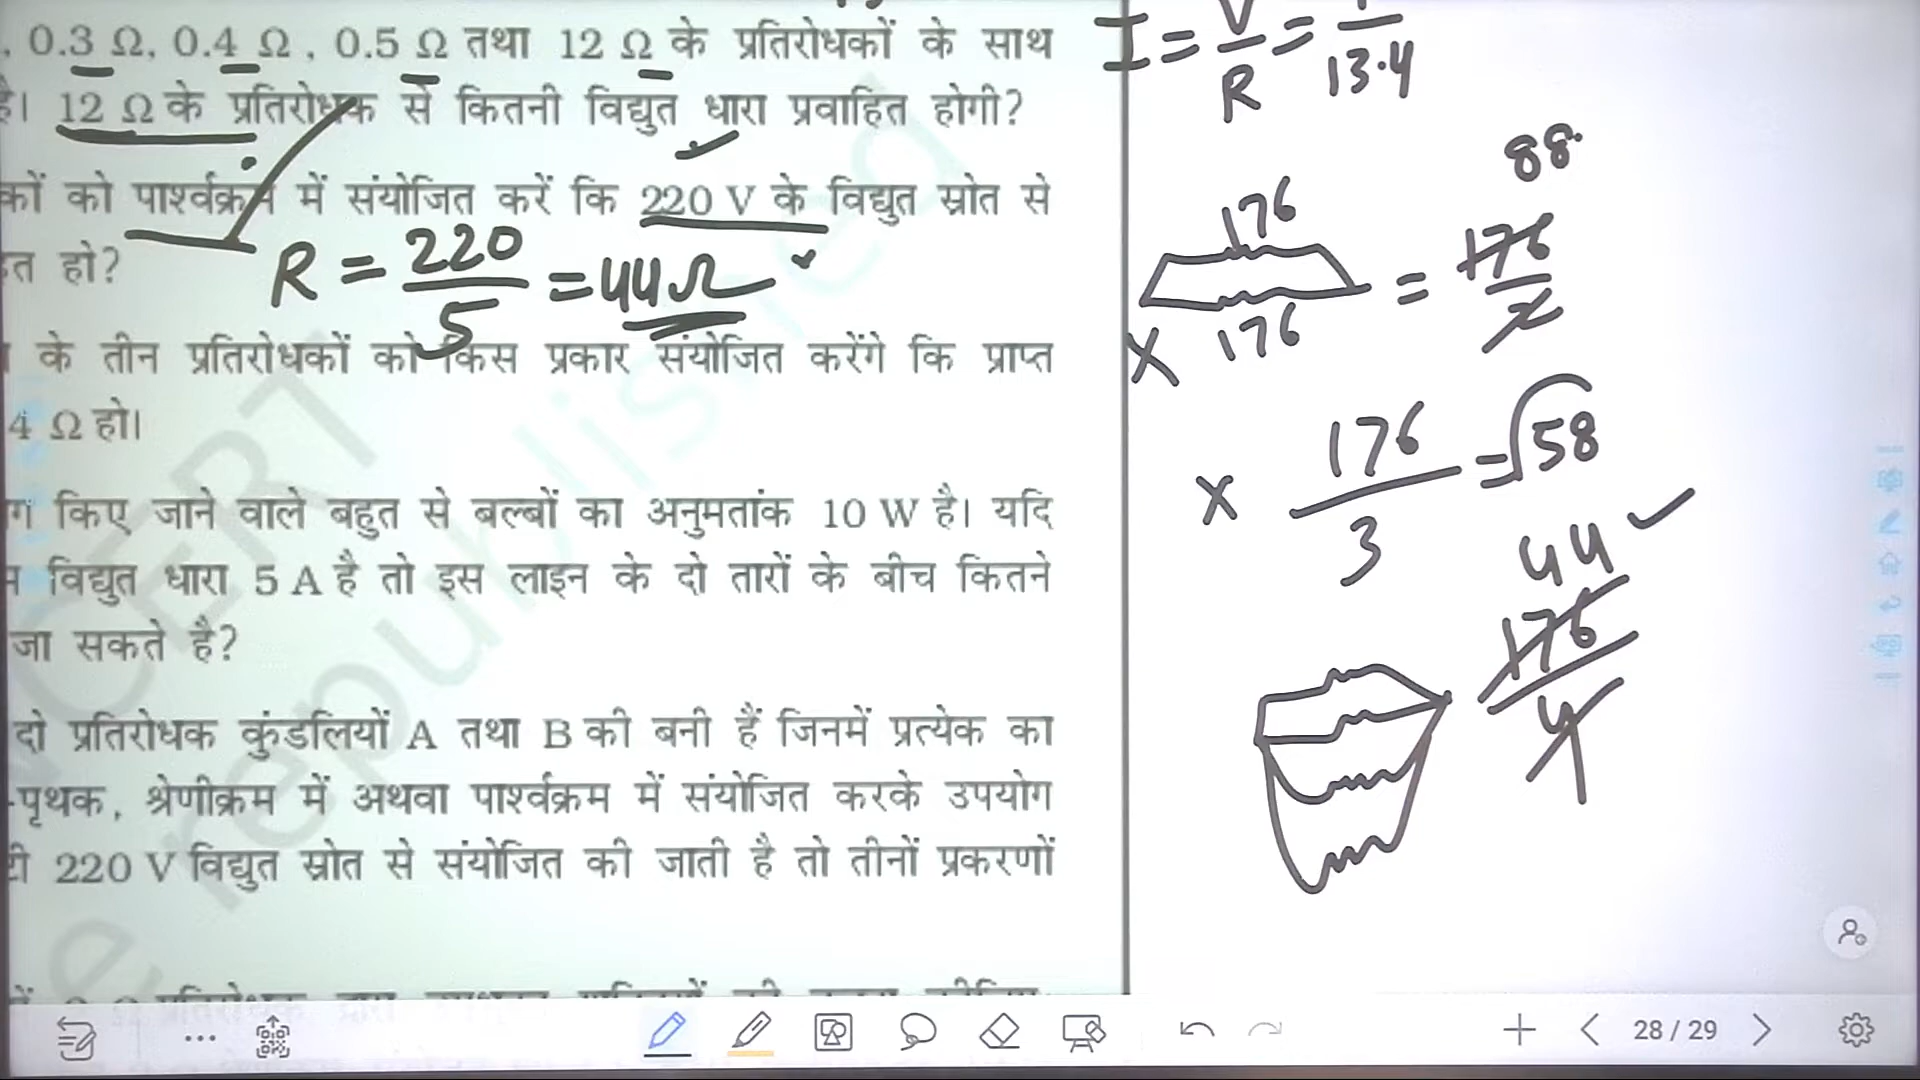 , 0.3 Ω, 0.4 Ω , 0.5 Ω तथा 12 Ω के प्रतिरोधकों के साथ
है। 12 Ω के प्रतिरोधक से कितनी विद्युत धारा प्रवाहित होगी?
कों को पार्श्वक्रम में संयोजित करें कि 220 V के विद्युत स्रोत से
त हो?
R = 220/5 = 44Ω
के तीन प्रतिरोधकों को किस प्रकार संयोजित करेंगे कि प्राप्त
4 Ω हो।
किए जाने वाले बहुत से बल्बों का अनुमतांक 10 W है। यदि
विद्युत धारा 5 A है तो इस लाइन के दो तारों के बीच कितने
जा सकते है?
दो प्रतिरोधक कुंडलियों A तथा B की बनी हैं जिनमें प्रत्येक का
-पृथक, श्रेणीक्रम में अथवा पार्श्वक्रम में संयोजित करके उपयोग
220 V विद्युत स्रोत से संयोजित की जाती है तो तीनों प्रकरणों
I = V/R = 1/13.4
88
176
= 176/2
X 176
X 176/3 = 58
44
176/4
NCERT
republished
28 / 29